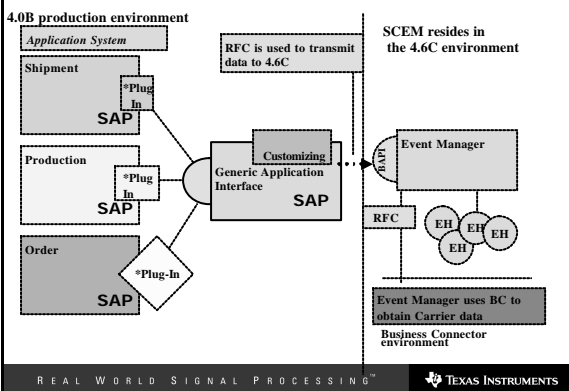 4.0B production environment
Application System
Shipment
*Plug
In
SAP
Production
*Plug
In
SAP
Order
*Plug-In
SAP
RFC is used to transmit
data to 4.6C
Customizing
Generic Application
Interface
SAP
SCEM resides in
the 4.6C environment
BAPI
Event Manager
RFC
EH
EH
EH
EH
Event Manager uses BC to
obtain Carrier data
Business Connector
environment
REAL WORLD SIGNAL PROCESSING™
TEXAS INSTRUMENTS